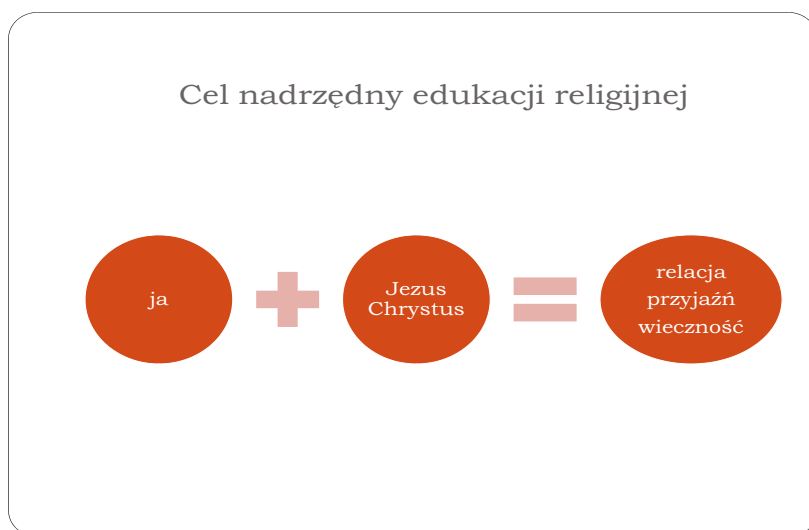 Cel nadrzędny edukacji religijnej
ja
Jezus
Chrystus
relacja
przyjaźń
wieczność